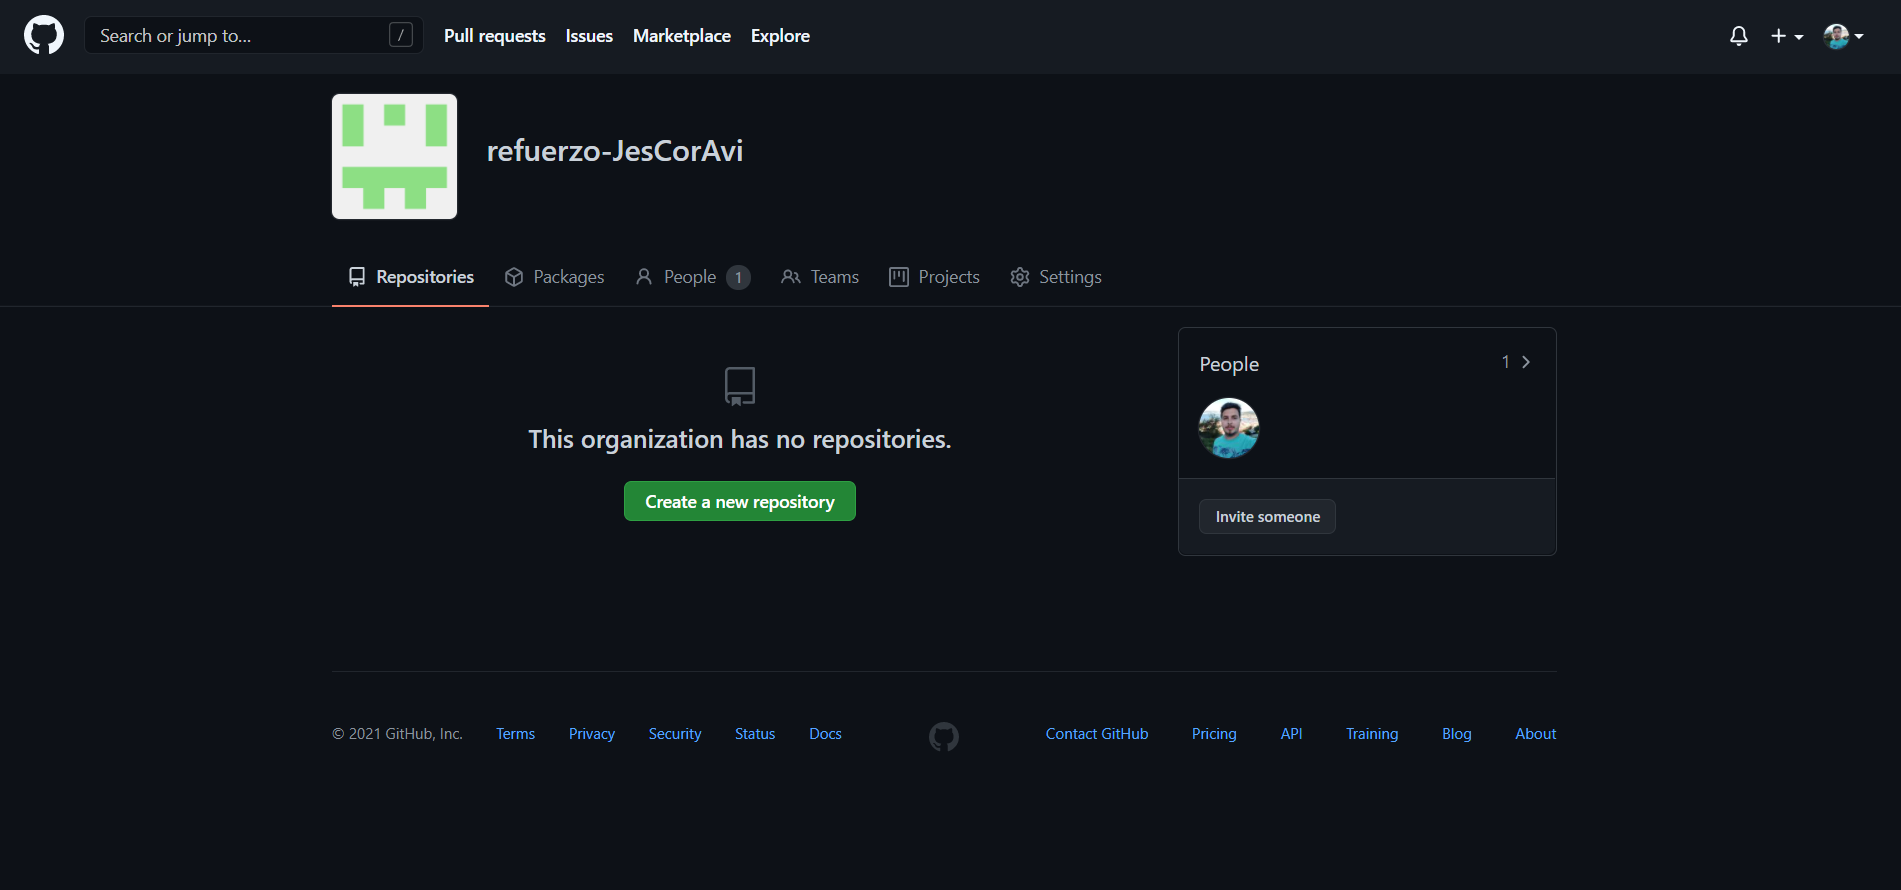 Search or jump to... / Pull requests Issues Marketplace Explore
refuerzo-JesCorAvi
Repositories Packages People 1 Teams Projects Settings
This organization has no repositories.
Create a new repository
People 1
Invite someone
© 2021 GitHub, Inc. Terms Privacy Security Status Docs Contact GitHub Pricing API Training Blog About